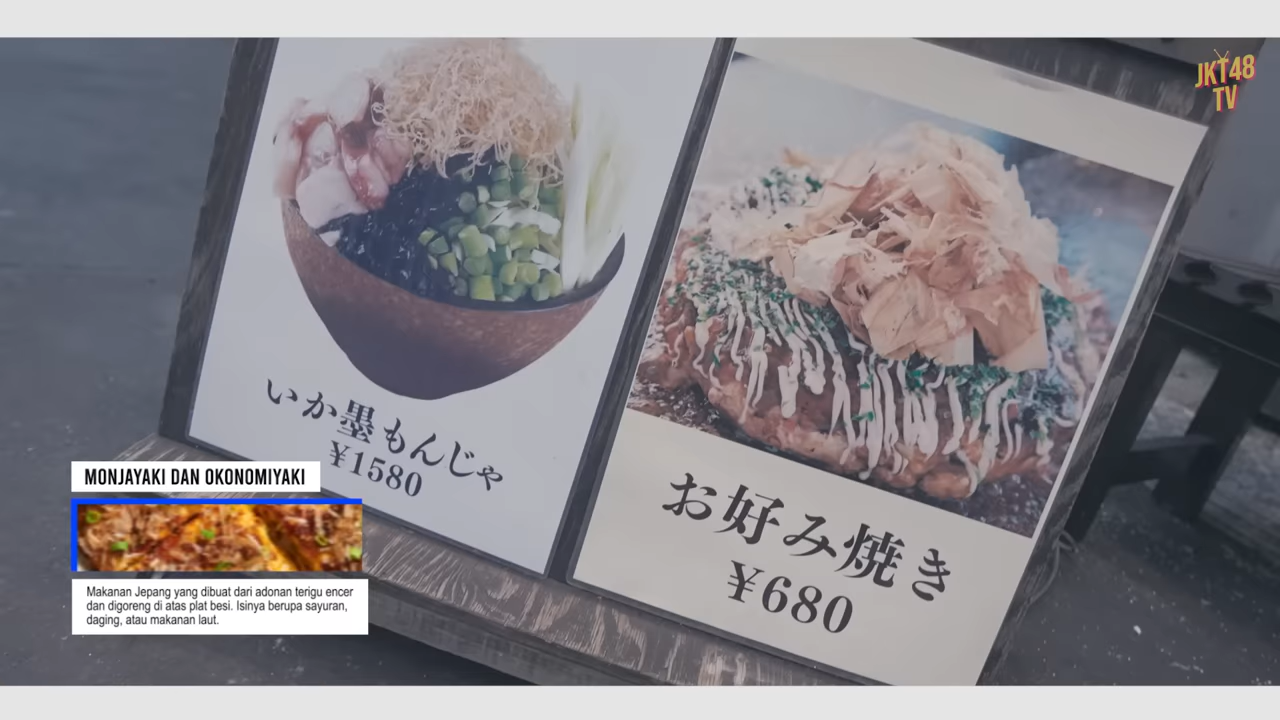 JKT48
TV
いか墨もんじゃ
¥1580
お好み焼き
¥680
MONJAYAKI DAN OKONOMIYAKI
Makanan Jepang yang dibuat dari adonan terigu encer
dan digoreng di atas plat besi. Isinya berupa sayuran,
daging, atau makanan laut.